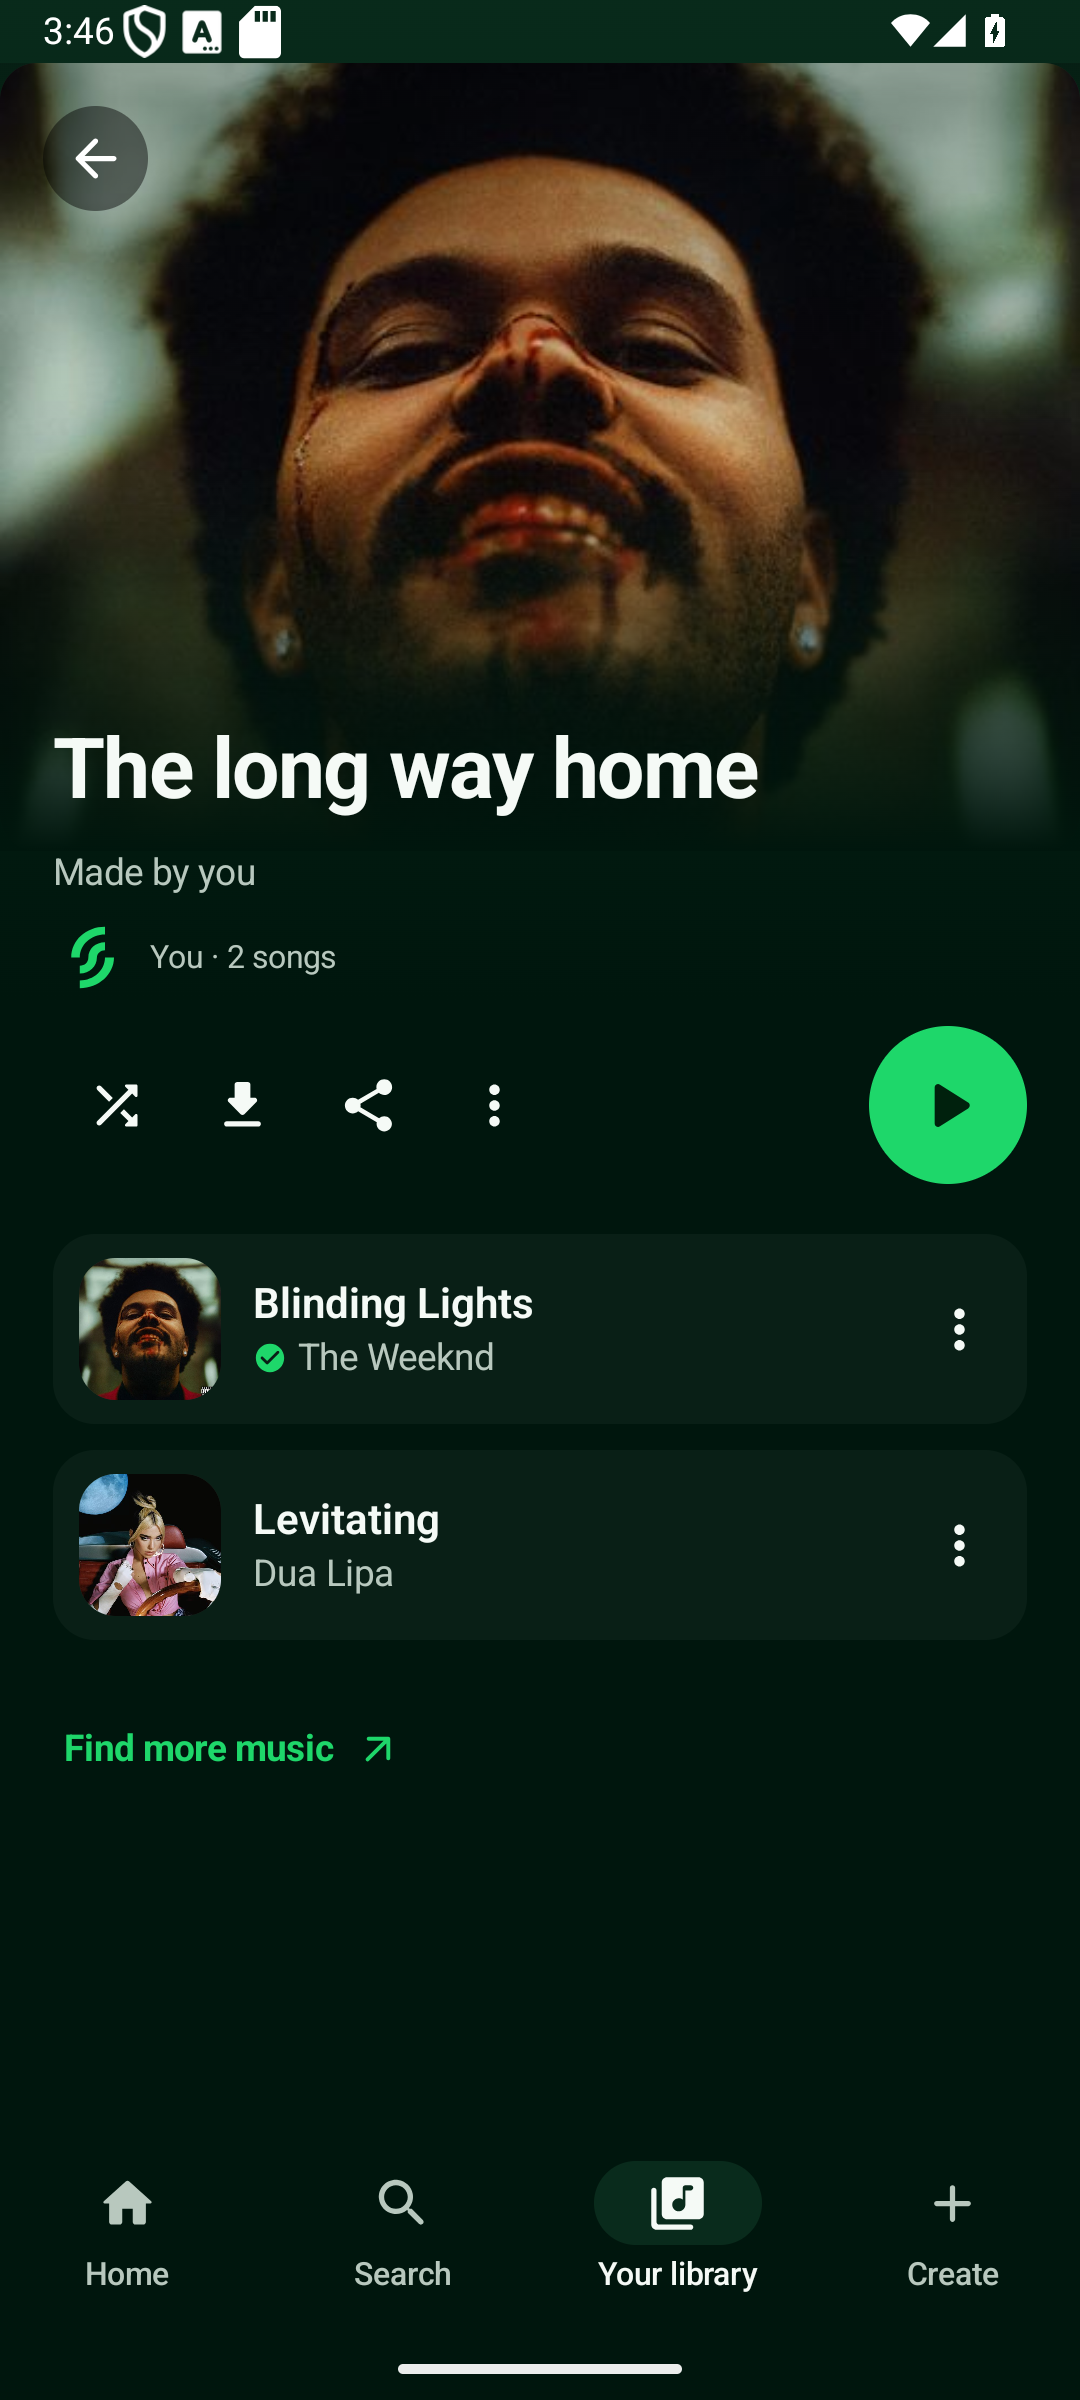 3:46
The long way home
Made by you
You · 2 songs
Blinding Lights
The Weeknd
Levitating
Dua Lipa
Find more music
Home
Search
Your library
Create